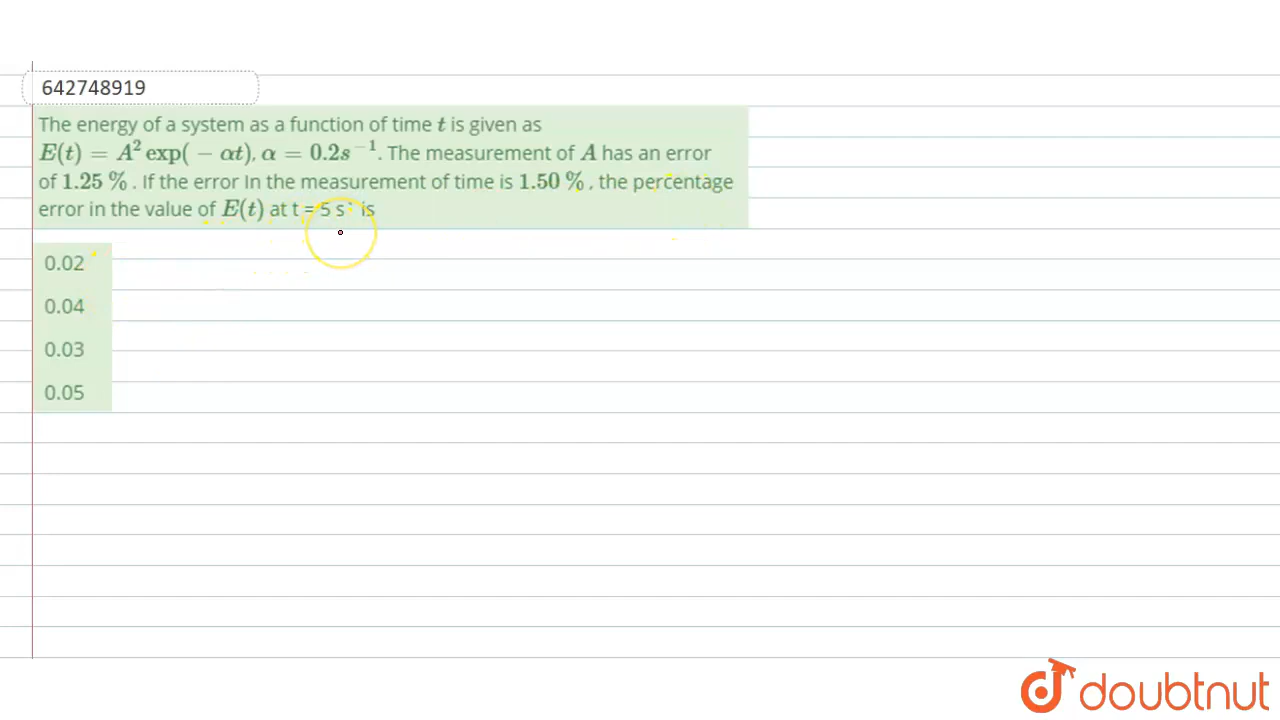 642748919
The energy of a system as a function of time t is given as
E(t) = A² exp( − αt), α = 0.2s⁻¹. The measurement of A has an error
of 1.25 % . If the error In the measurement of time is 1.50 % , the percentage
error in the value of E(t) at t = 5 s is
0.02
0.04
0.03
0.05
doubtnut